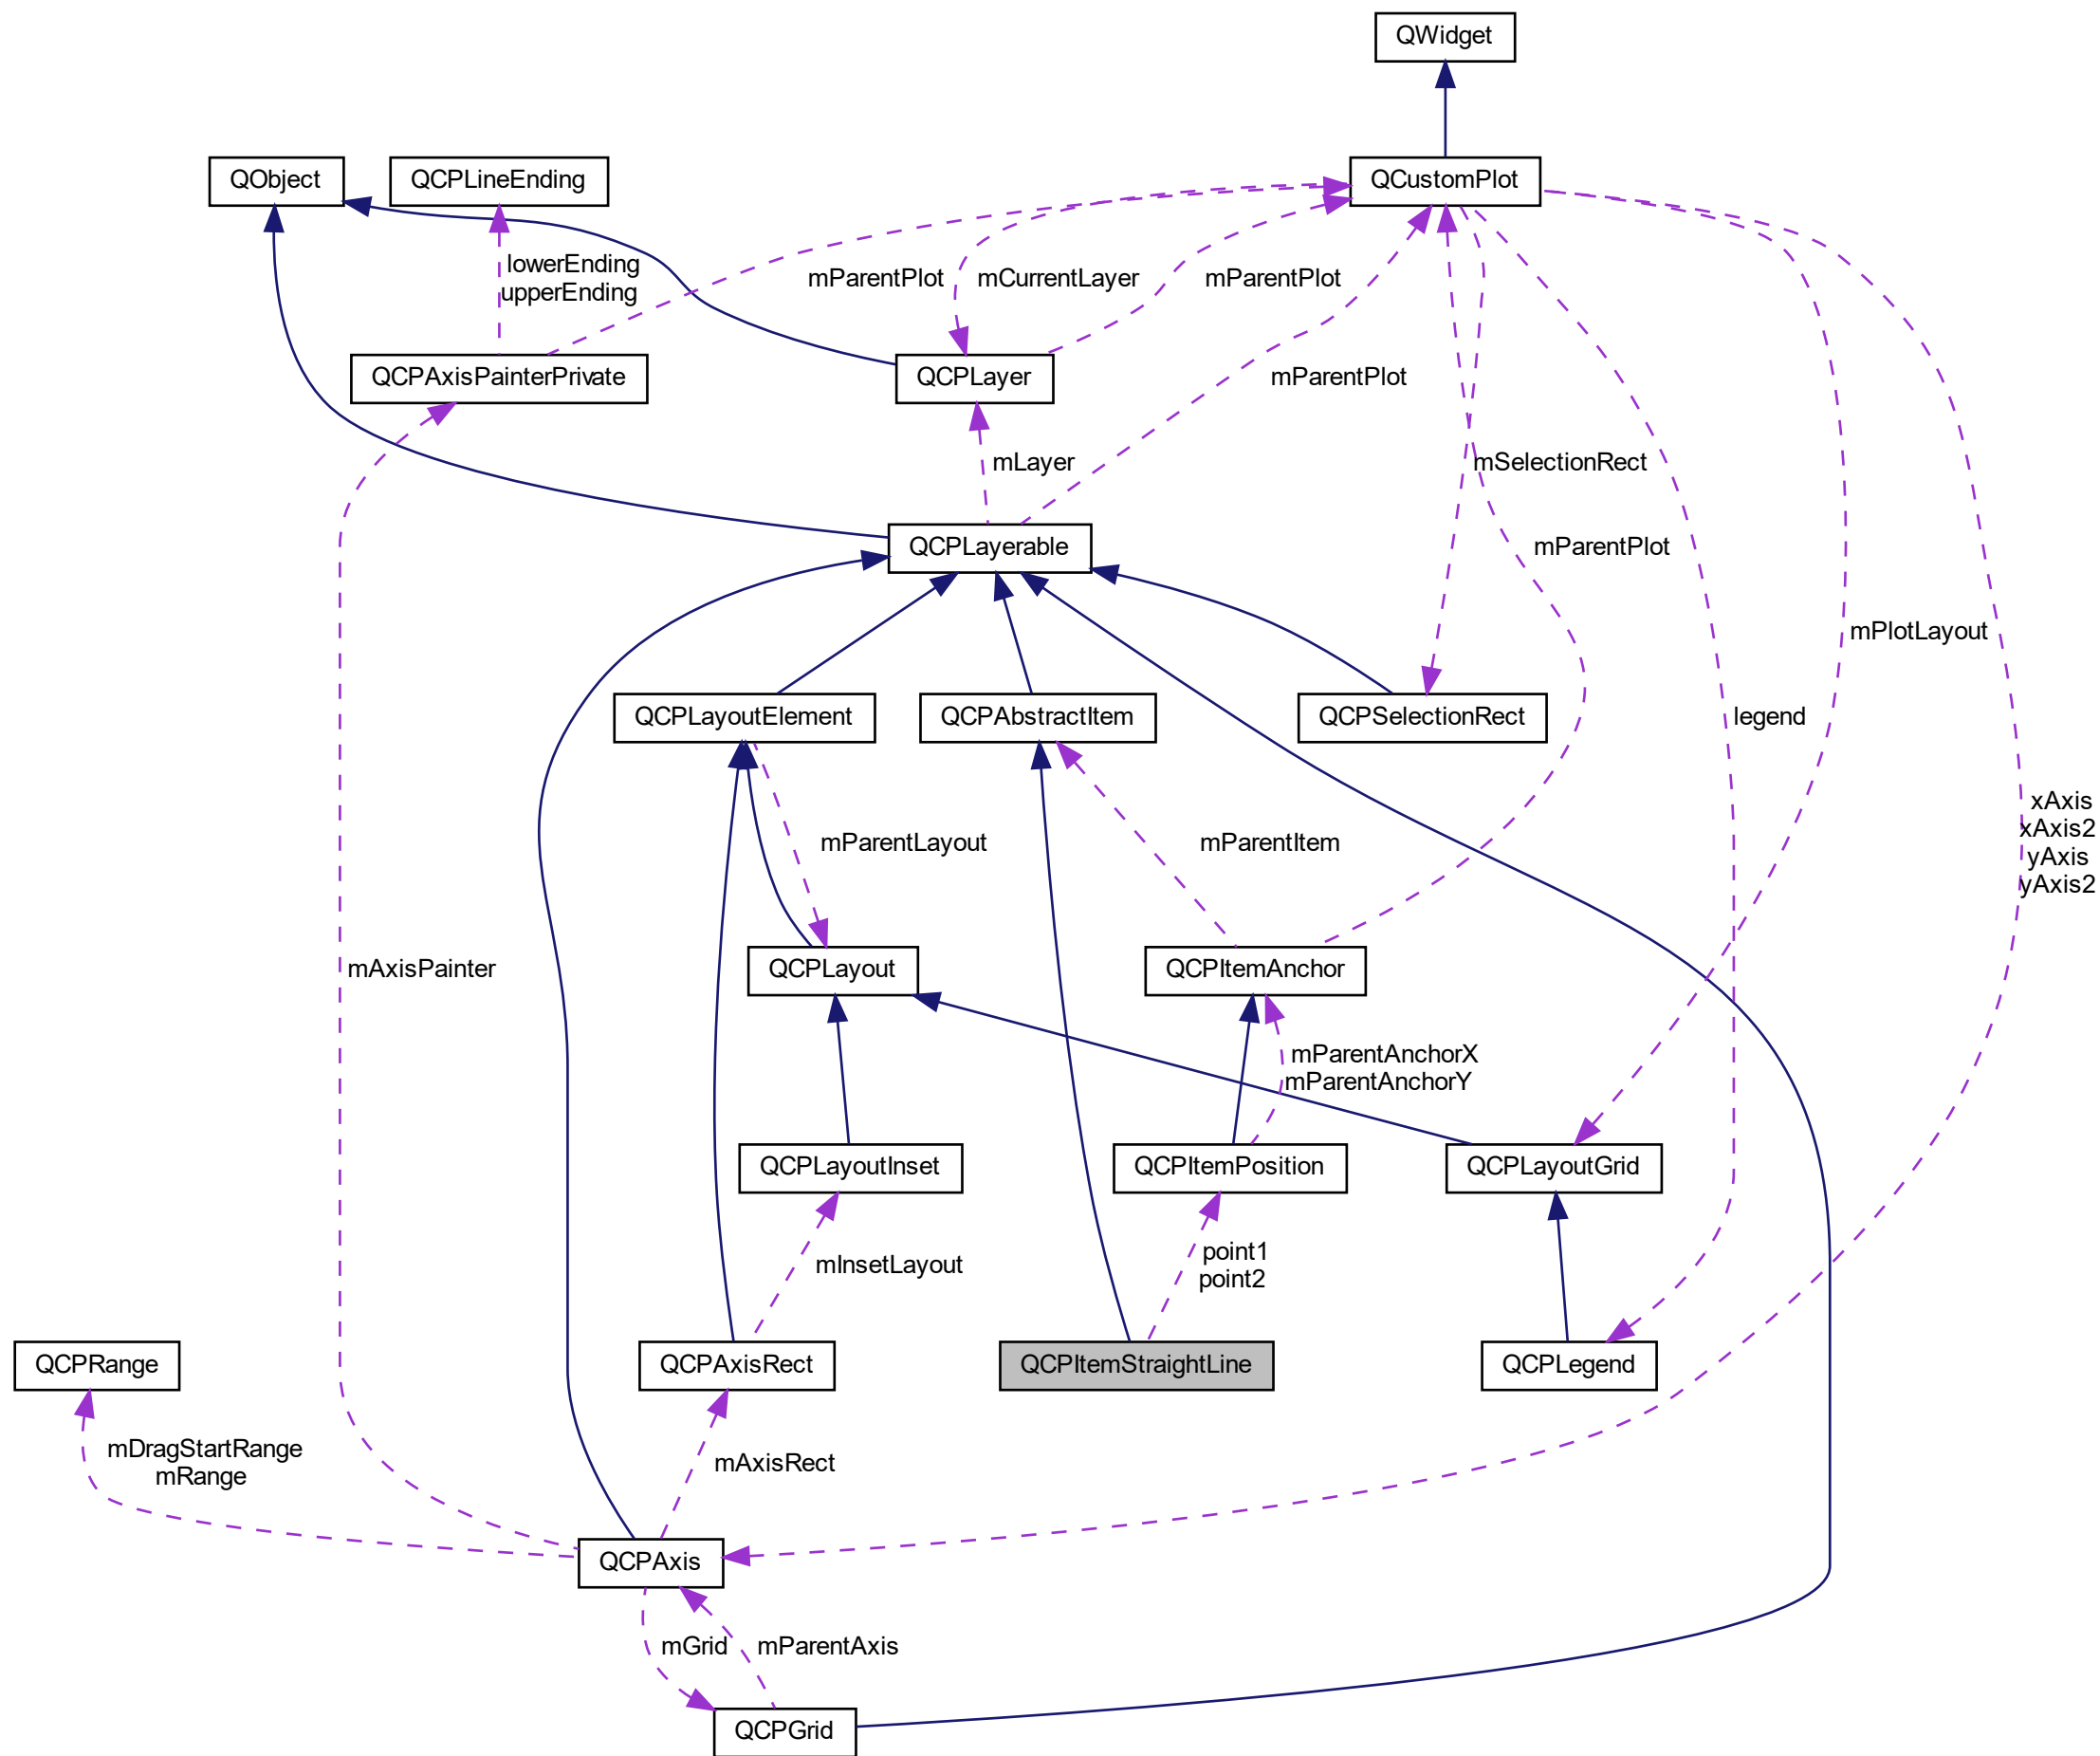 QWidget
QObject
QCPLineEnding
QCustomPlot
lowerEnding
upperEnding
mParentPlot
mCurrentLayer
mParentPlot
QCPAxisPainterPrivate
QCPLayer
mParentPlot
mLayer
mSelectionRect
QCPLayerable
mParentPlot
mPlotLayout
QCPLayoutElement
QCPAbstractItem
QCPSelectionRect
legend
mParentLayout
mParentItem
xAxis
xAxis2
yAxis
yAxis2
mAxisPainter
QCPLayout
QCPItemAnchor
mParentAnchorX
mParentAnchorY
QCPLayoutInset
QCPItemPosition
QCPLayoutGrid
mInsetLayout
point1
point2
QCPRange
QCPAxisRect
QCPItemStraightLine
QCPLegend
mDragStartRange
mRange
mAxisRect
QCPAxis
mGrid
mParentAxis
QCPGrid